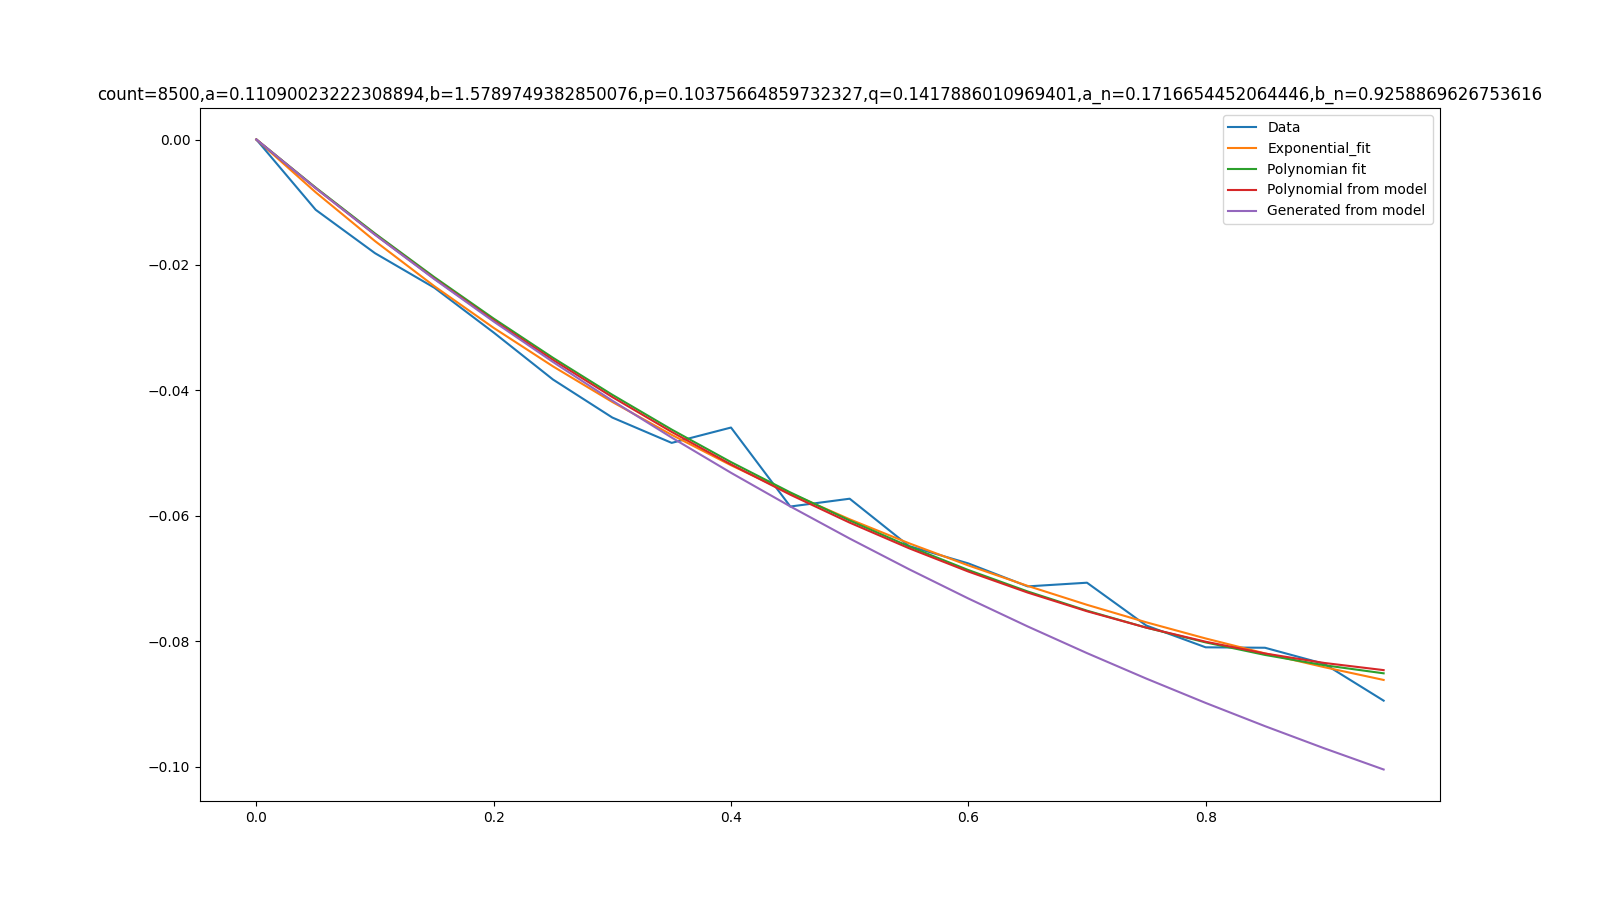 count=8500,a=0.11090023222308894,b=1.5789749382850076,p=0.10375664859732327,q=0.1417886010969401,a_n=0.1716654452064446,b_n=0.9258869626753616
Data
Exponential_fit
Polynomian fit
Polynomial from model
Generated from model
0.00
−0.02
−0.04
−0.06
−0.08
−0.10
0.0 0.2 0.4 0.6 0.8